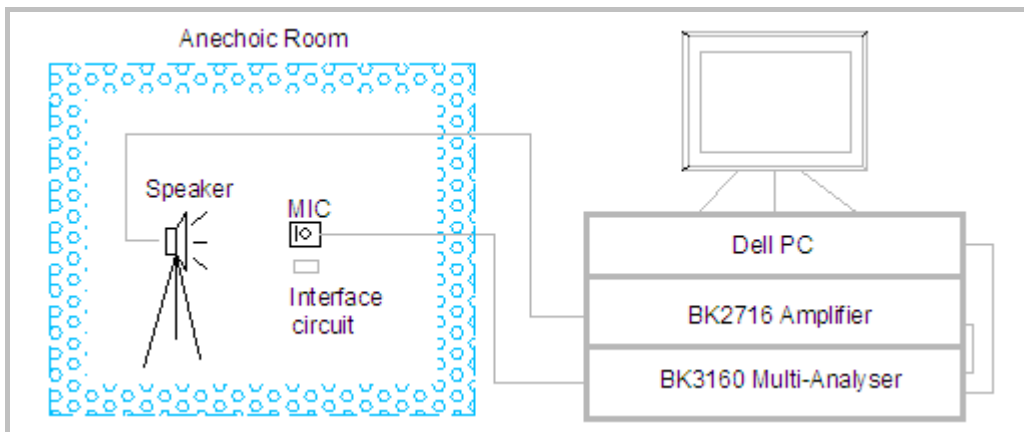 Anechoic Room
Speaker
MIC
Interface
circuit
Dell PC
BK2716 Amplifier
BK3160 Multi-Analyser